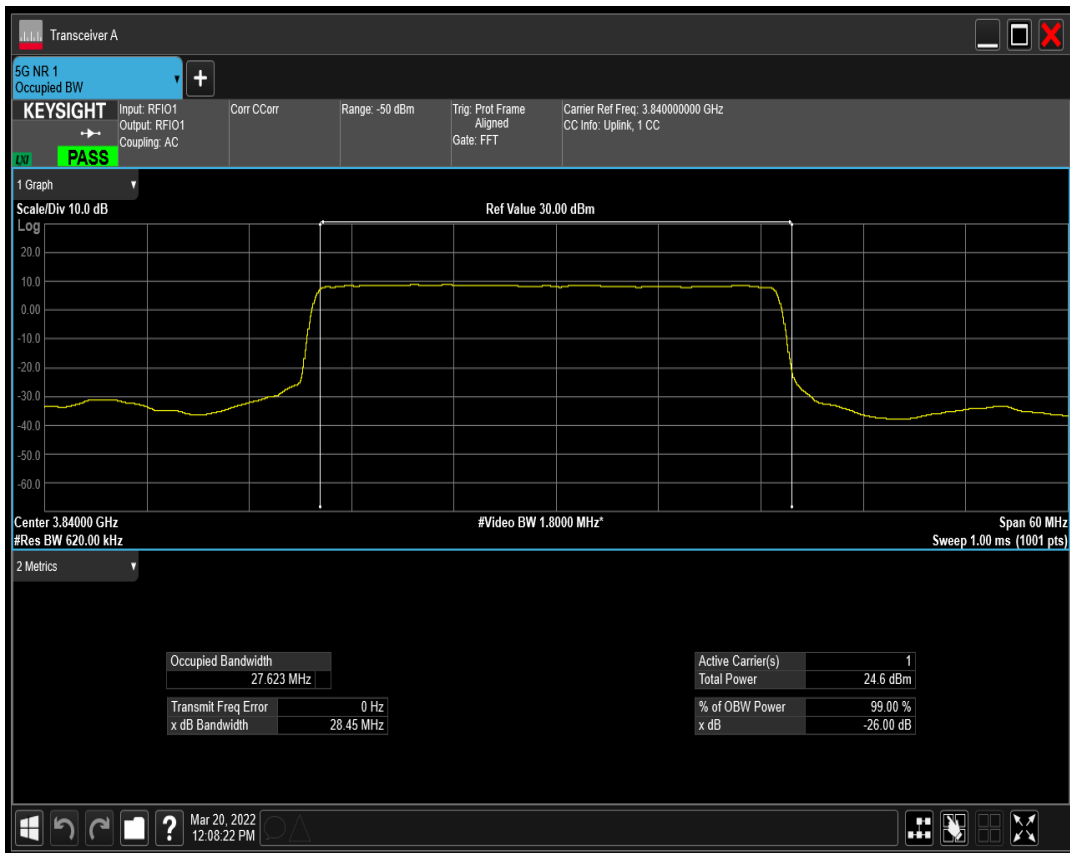 Transceiver A
5G NR 1
Occupied BW
+
KEYSIGHT
LXI
PASS
Input: RFIO1
Output: RFIO1
Coupling: AC
Corr CCorr
Range: -50 dBm
Trig: Prot Frame
Aligned
Gate: FFT
Carrier Ref Freq: 3.840000000 GHz
CC Info: Uplink, 1 CC
1 Graph
Scale/Div 10.0 dB
Ref Value 30.00 dBm
Log
20.0
10.0
0.00
-10.0
-20.0
-30.0
-40.0
-50.0
-60.0
Center 3.84000 GHz
#Video BW 1.8000 MHz*
Span 60 MHz
#Res BW 620.00 kHz
Sweep 1.00 ms (1001 pts)
2 Metrics
Occupied Bandwidth
27.623 MHz
Transmit Freq Error 0 Hz
x dB Bandwidth 28.45 MHz
Active Carrier(s) 1
Total Power 24.6 dBm
% of OBW Power 99.00 %
x dB -26.00 dB
?
Mar 20, 2022
12:08:22 PM